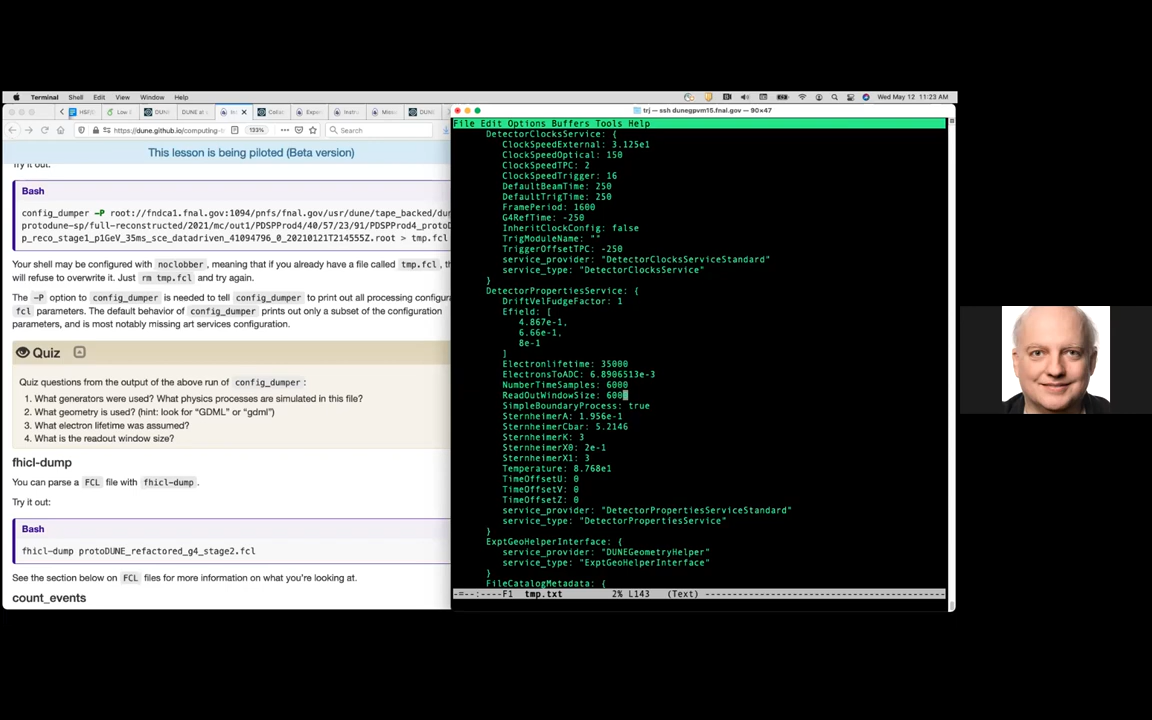 Terminal Shell Edit View Window Help
Wed May 12 11:23 AM
https://dune.github.io/computing-
133%
Search
This lesson is being piloted (Beta version)
Try it out:
Bash
config_dumper -P root://fndca1.fnal.gov:1094/pnfs/fnal.gov/usr/dune/tape_backed/du
protodune-sp/full-reconstructed/2021/mc/out1/PDSPProd4/40/57/23/91/PDSPProd4_proto
p_reco_stage1_p1GeV_35ms_sce_datadriven_41094796_0_20210121T214555Z.root > tmp.fcl
Your shell may be configured with noclobber, meaning that if you already have a file called tmp.fcl, th
will refuse to overwrite it. Just rm tmp.fcl and try again.
The -P option to config_dumper is needed to tell config_dumper to print out all processing configura
fcl parameters. The default behavior of config_dumper prints out only a subset of the configuration
parameters, and is most notably missing art services configuration.
Quiz
Quiz questions from the output of the above run of config_dumper :
1. What generators were used? What physics processes are simulated in this file?
2. What geometry is used? (hint: look for “GDML” or “gdml”)
3. What electron lifetime was assumed?
4. What is the readout window size?
fhicl-dump
You can parse a FCL file with fhicl-dump .
Try it out:
Bash
fhicl-dump protoDUNE_refactored_g4_stage2.fcl
See the section below on FCL files for more information on what you’re looking at.
count_events
trj — ssh dunegpvm15.fnal.gov — 90×47
File Edit Options Buffers Tools Help
DetectorClocksService: {
ClockSpeedExternal: 3.125e1
ClockSpeedOptical: 150
ClockSpeedTPC: 2
ClockSpeedTrigger: 16
DefaultBeamTime: 250
DefaultTrigTime: 250
FramePeriod: 1600
G4RefTime: -250
InheritClockConfig: false
TrigModuleName: ""
TriggerOffsetTPC: -250
service_provider: "DetectorClocksServiceStandard"
service_type: "DetectorClocksService"
}
DetectorPropertiesService: {
DriftVelFudgeFactor: 1
Efield: [
4.867e-1,
6.66e-1,
8e-1
]
Electronlifetime: 35000
ElectronsToADC: 6.8906513e-3
NumberTimeSamples: 6000
ReadOutWindowSize: 600
SimpleBoundaryProcess: true
SternheimerA: 1.956e-1
SternheimerCbar: 5.2146
SternheimerK: 3
SternheimerX0: 2e-1
SternheimerX1: 3
Temperature: 8.768e1
TimeOffsetU: 0
TimeOffsetV: 0
TimeOffsetZ: 0
service_provider: "DetectorPropertiesServiceStandard"
service_type: "DetectorPropertiesService"
}
ExptGeoHelperInterface: {
service_provider: "DUNEGeometryHelper"
service_type: "ExptGeoHelperInterface"
}
FileCatalogMetadata: {
-=--:----F1 tmp.txt 2% L143 (Text)